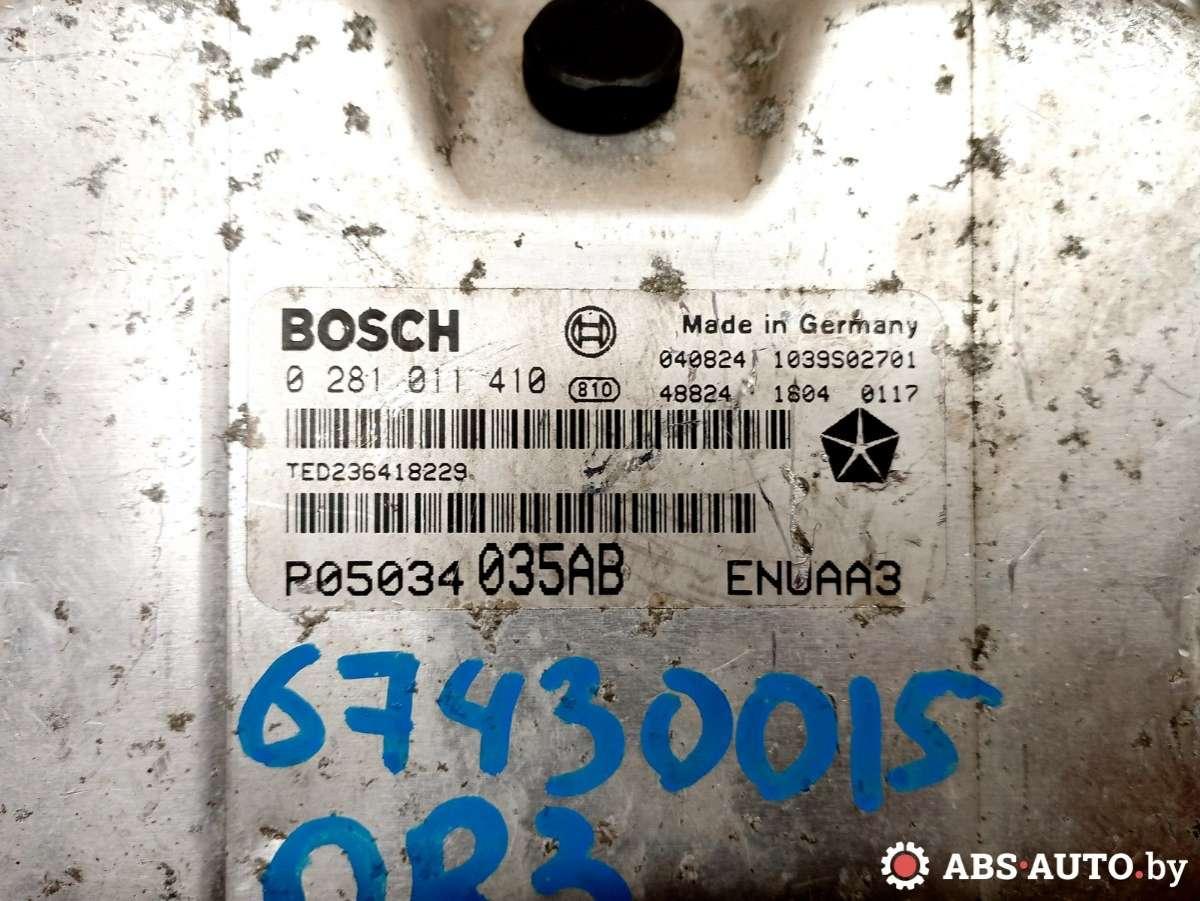 BOSCH
Made in Germany
0 281 011 410
810
040824 1039S02701
48824 1S04 0117
TED236418229
P05034 035AB ENUAA3
67430015
ABS·AUTO.by